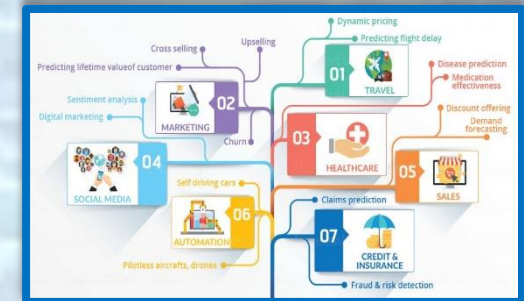 Dynamic pricing
Predicting flight delay
01
TRAVEL
Cross selling
Upselling
Predicting lifetime valueof customer
02
MARKETING
Churn
Disease prediction
Medication
effectiveness
03
HEALTHCARE
Sentiment analysis
Digital marketing
04
SOCIAL MEDIA
Discount offering
Demand
forecasting
05
SALES
Self driving cars
06
AUTOMATION
Pilotless aircrafts, drones
Claims prediction
07
CREDIT &
INSURANCE
Fraud & risk detection